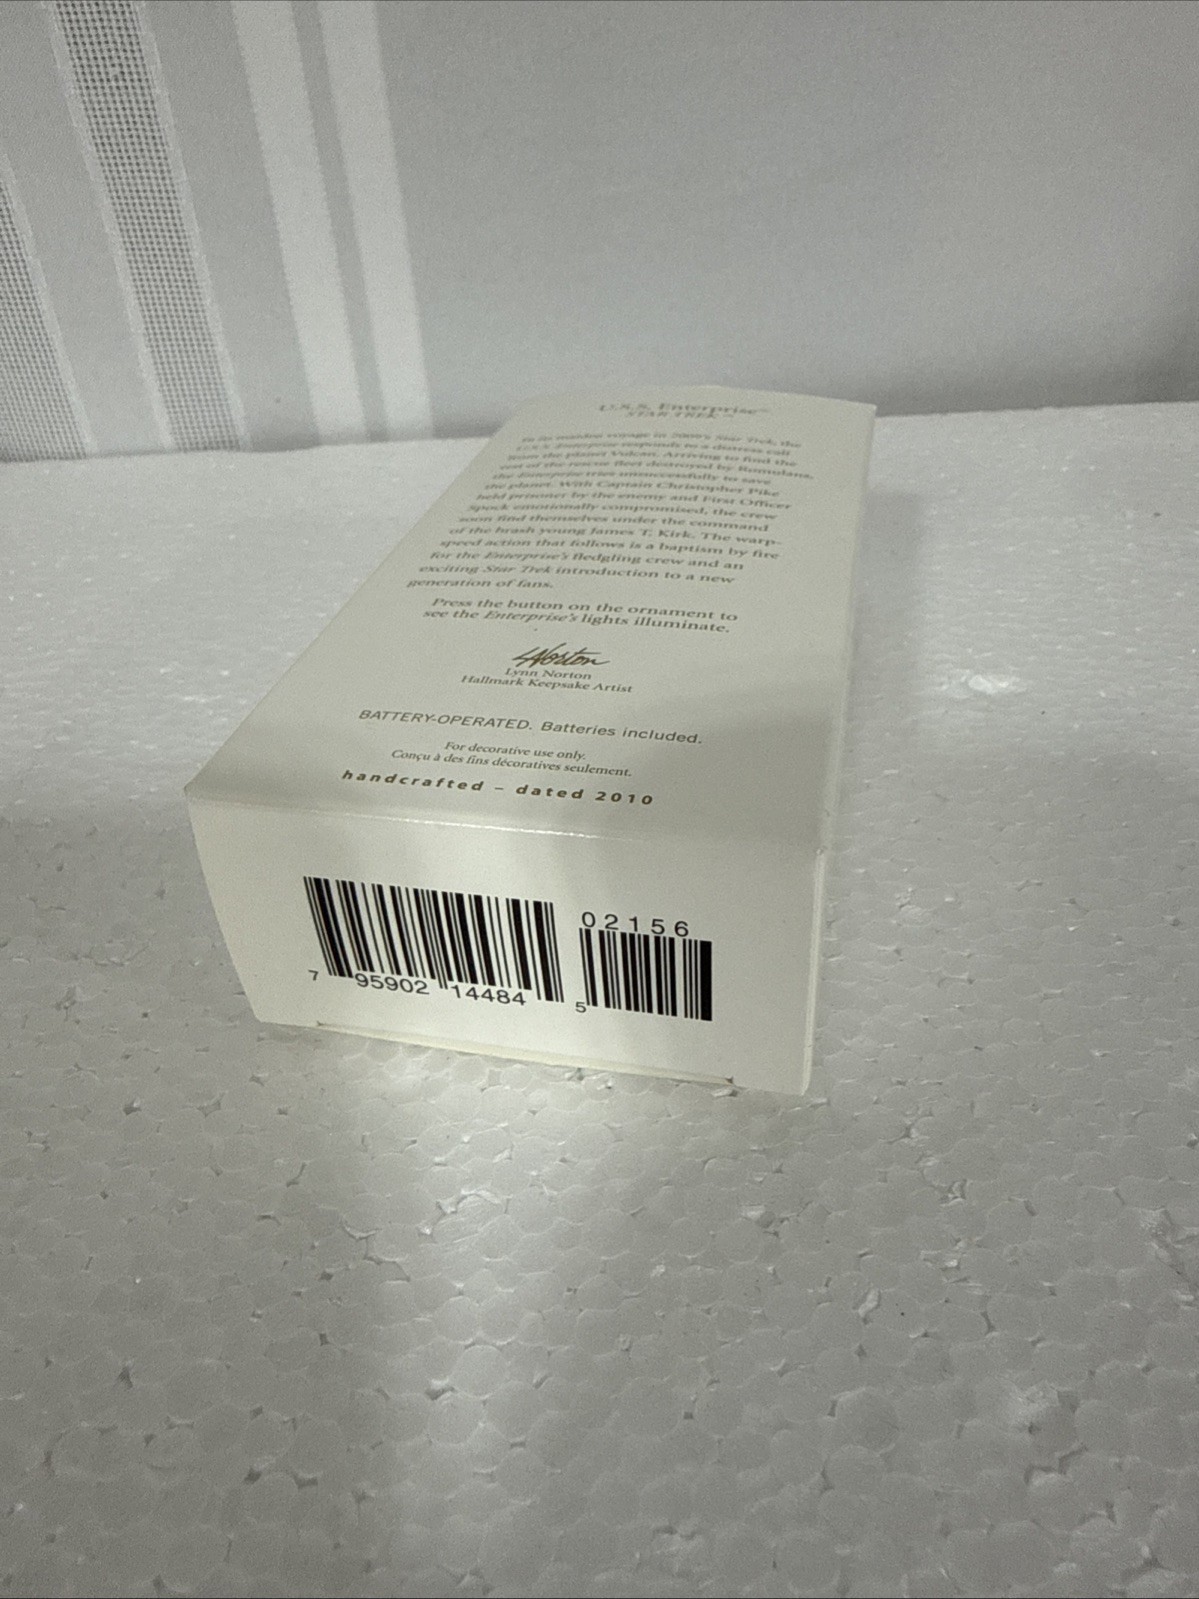 U.S.S. Enterprise™
STAR TREK™
In its maiden voyage in 2009's Star Trek, the
U.S.S. Enterprise responds to a distress call
from the planet Vulcan. Arriving to find the
rest of the rescue fleet destroyed by Romulans,
the Enterprise tries unsuccessfully to save
the planet. With Captain Christopher Pike
held prisoner by the enemy and First Officer
Spock emotionally compromised, the crew
soon find themselves under the command
of the brash young James T. Kirk. The warp-
speed action that follows is a baptism by fire
for the Enterprise's fledgling crew and an
exciting Star Trek introduction to a new
generation of fans.
Press the button on the ornament to
see the Enterprise's lights illuminate.
LNorton
Lynn Norton
Hallmark Keepsake Artist
BATTERY-OPERATED. Batteries included.
For decorative use only.
Conçu à des fins décoratives seulement.
handcrafted – dated 2010
02156
7 95902 14484 5